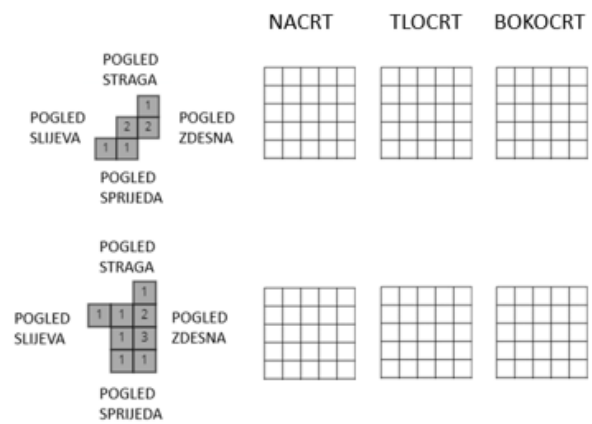 NACRT TLOCRT BOKOCRT
POGLED
STRAGA
1
POGLED
SLIJEVA
2 2
POGLED
ZDESNA
1 1
POGLED
SPRIJEDA
POGLED
STRAGA
1
1 1 2
POGLED
SLIJEVA
1 3
POGLED
ZDESNA
1 1
POGLED
SPRIJEDA